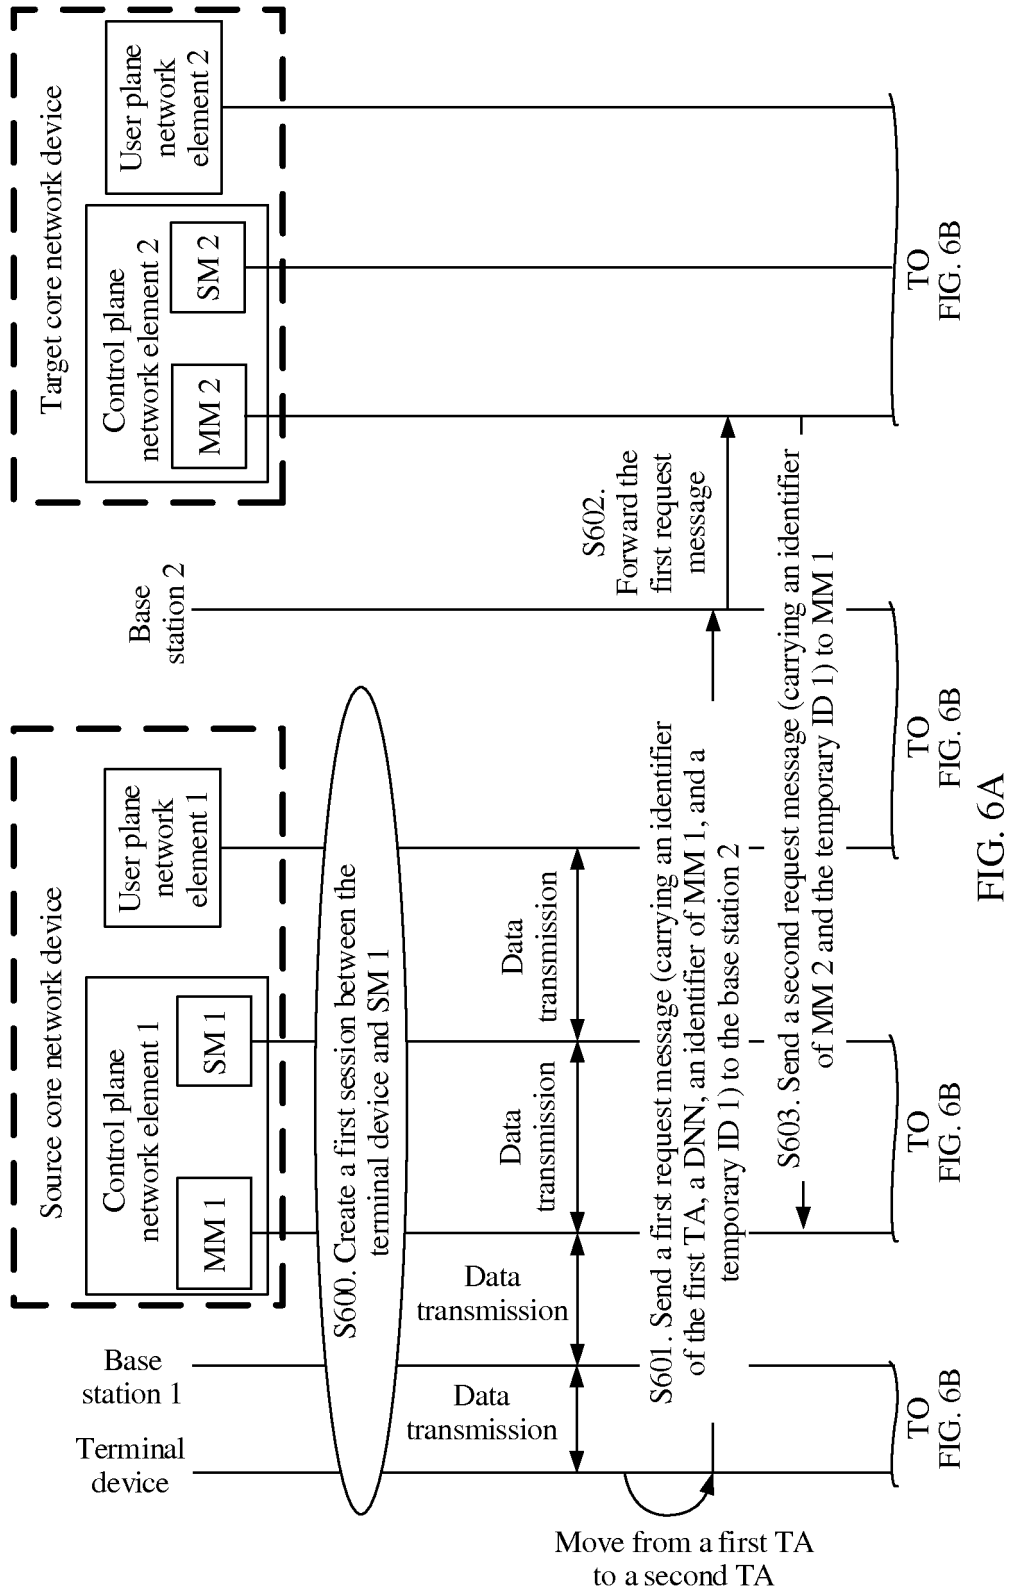 Source core network device
Target core network device
Terminal
device
Base
station 1
Control plane
network element 1
MM 1
SM 1
User plane
network
element 1
Base
station 2
Control plane
network element 2
MM 2
SM 2
User plane
network
element 2
S600. Create a first session between the
terminal device and SM 1
Data
transmission
Data
transmission
Data
transmission
Data
transmission
Move from a first TA
to a second TA
S601. Send a first request message (carrying an identifier
of the first TA, a DNN, an identifier of MM 1, and a
temporary ID 1) to the base station 2
S602.
Forward the
first request
message
S603. Send a second request message (carrying an identifier
of MM 2 and the temporary ID 1) to MM 1
TO
FIG. 6B
TO
FIG. 6B
TO
FIG. 6B
TO
FIG. 6B
FIG. 6A